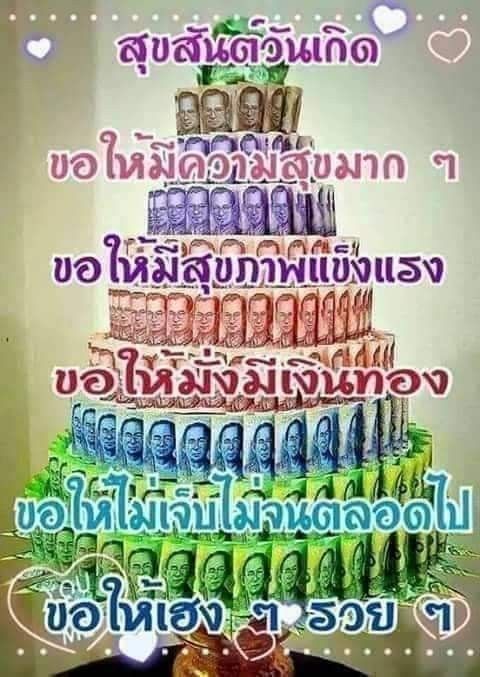 สุขสันต์วันเกิด
ขอให้มีความสุขมาก ๆ
ขอให้มีสุขภาพแข็งแรง
ขอให้มั่งมีเงินทอง
ขอให้ไม่เจ็บไม่จนตลอดไป
ขอให้เฮง ๆ รวย ๆ